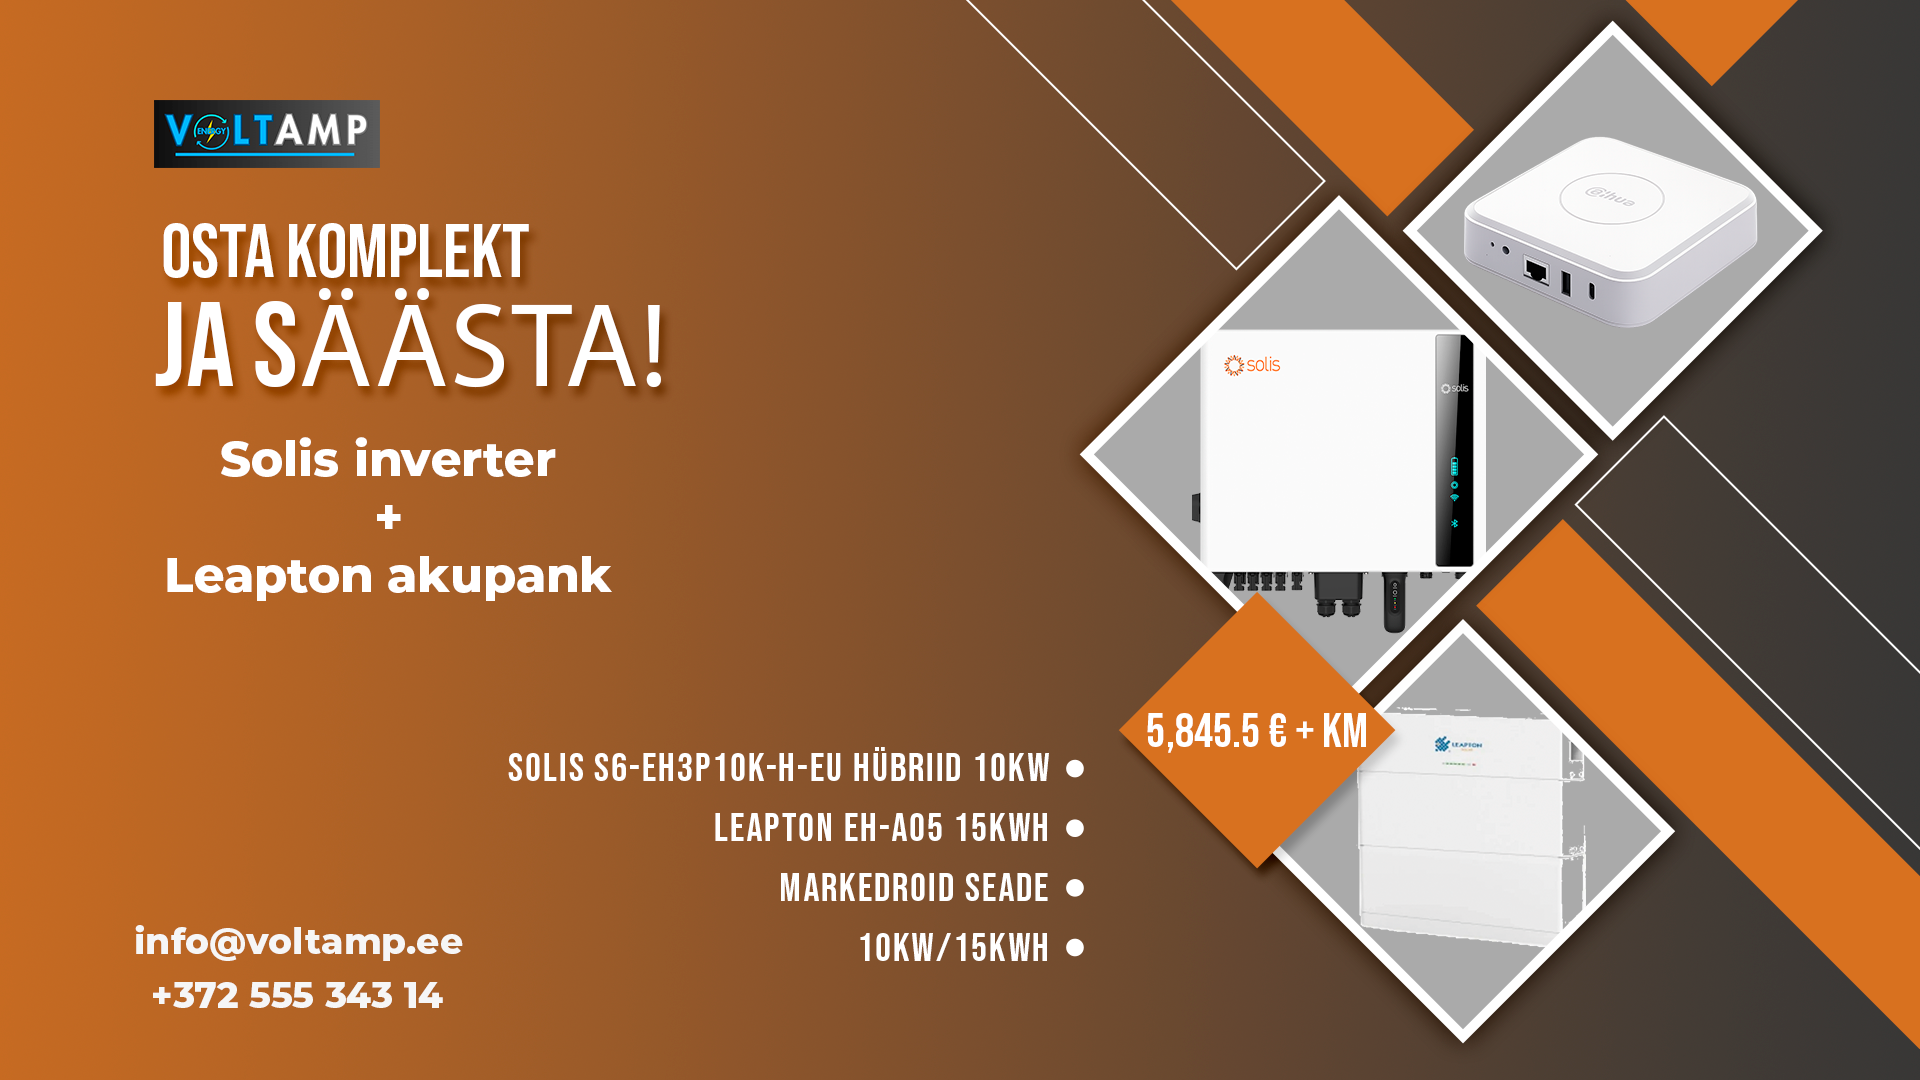 VOLTAMP
ENERGY
OSTA KOMPLEKT
JA SÄÄSTA!
Solis inverter
+
Leapton akupank
SOLIS S6-EH3P10K-H-EU HÜBRIID 10KW
LEAPTON EH-A05 15KWH
MARKEDROID SEADE
10KW/15KWH
info@voltamp.ee
+372 555 343 14
alhua
solis
solis
5,845.5 € + KM
LEAPTON